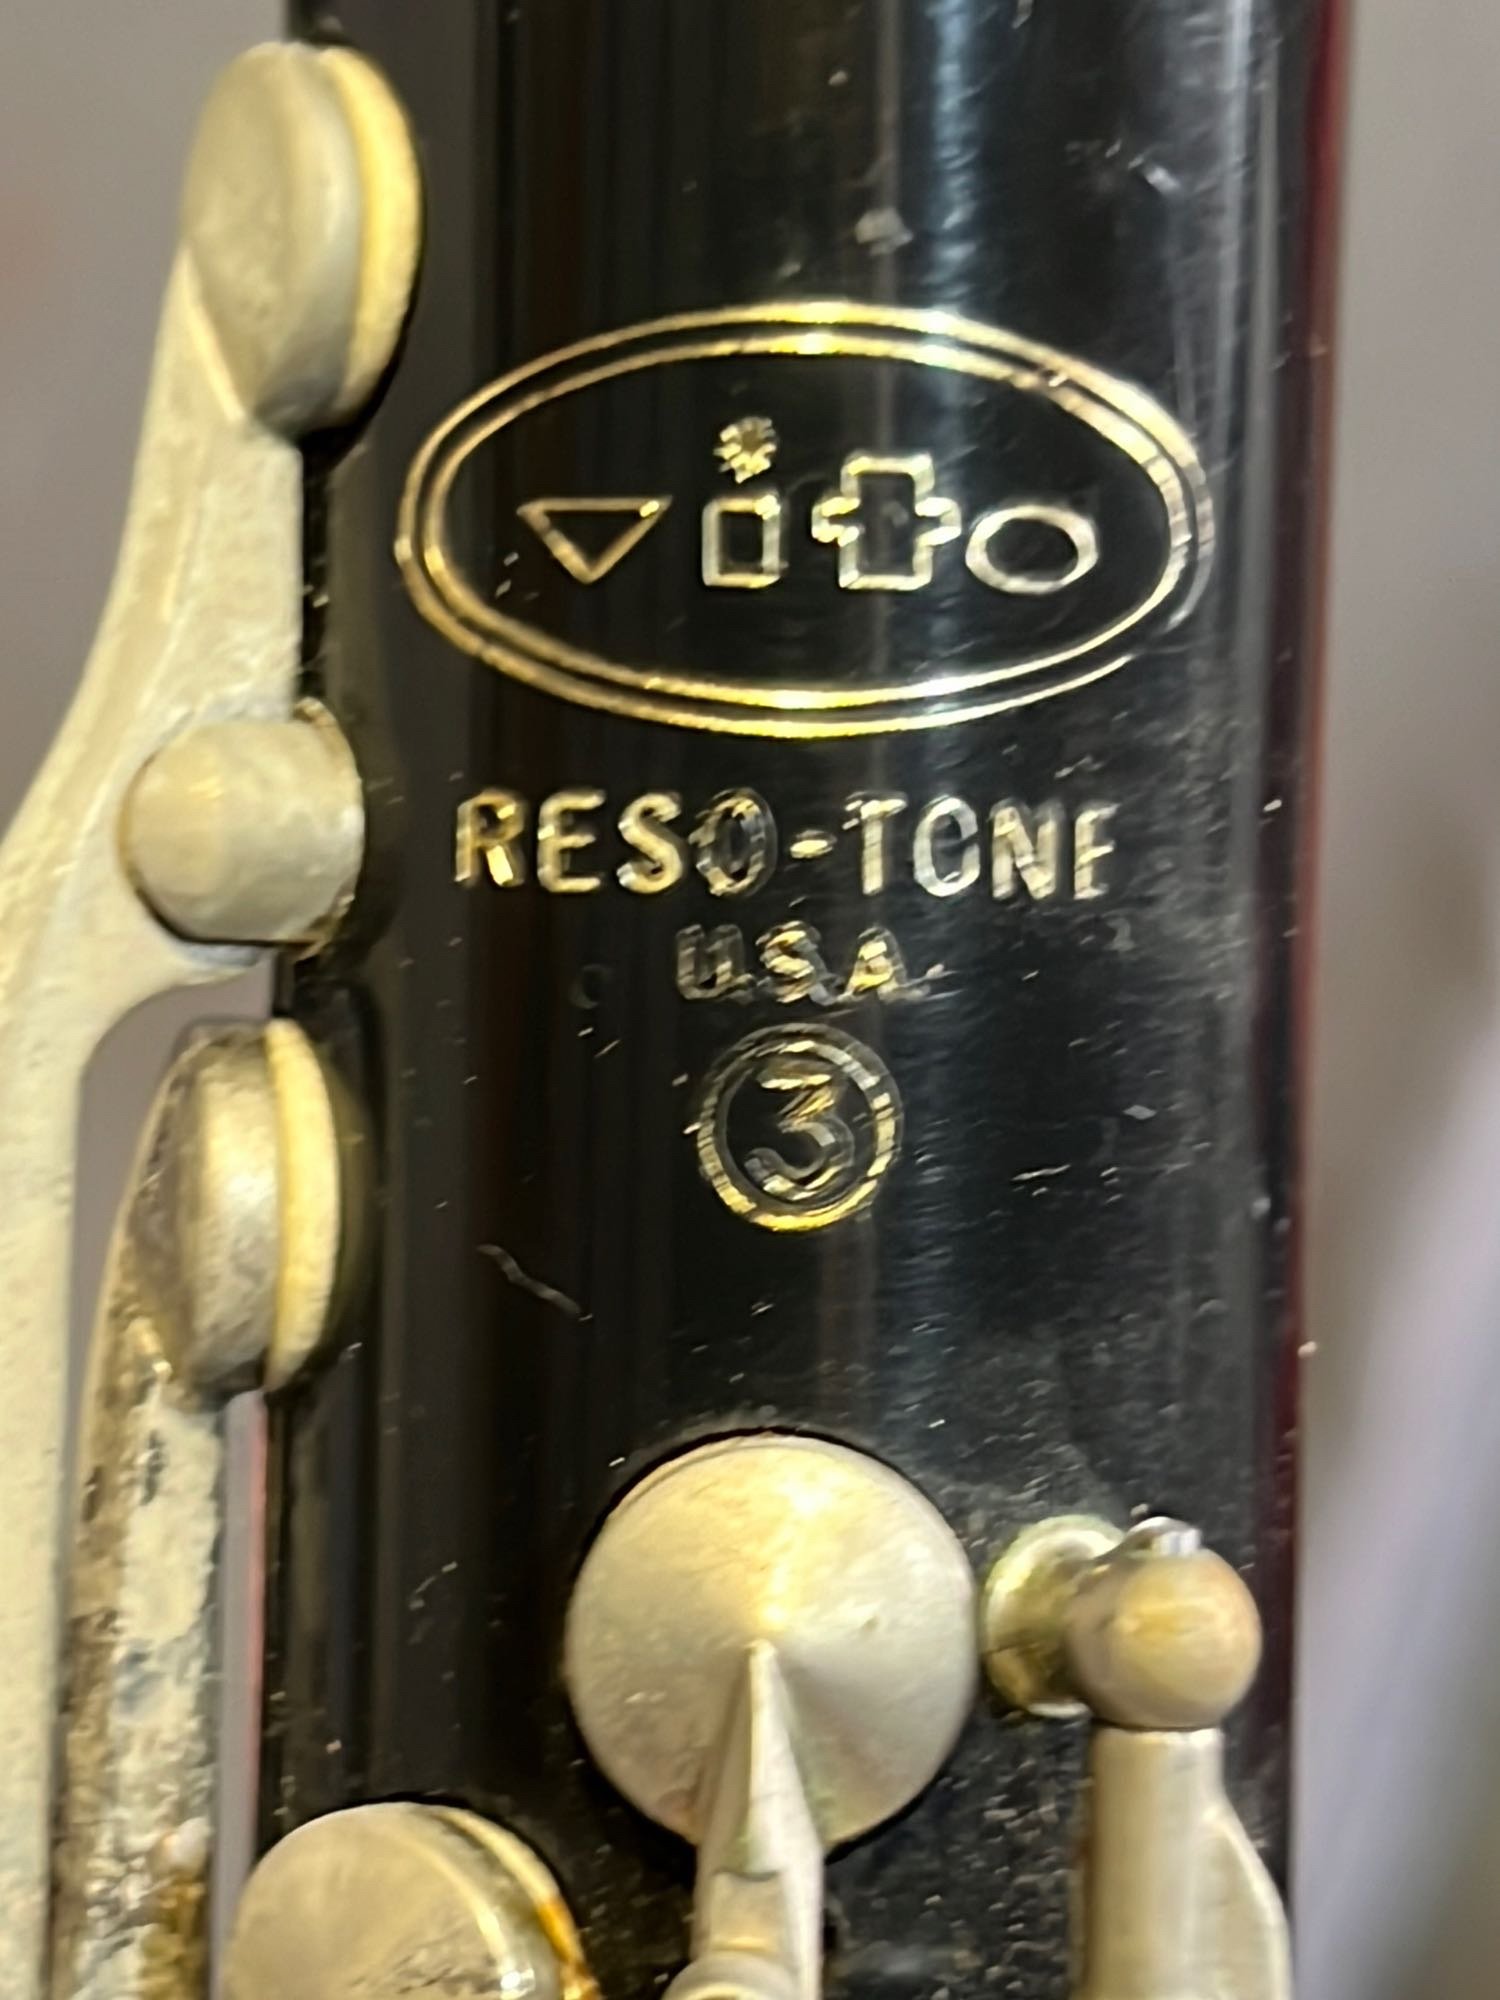 vito
RESO-TONE
U.S.A.
3